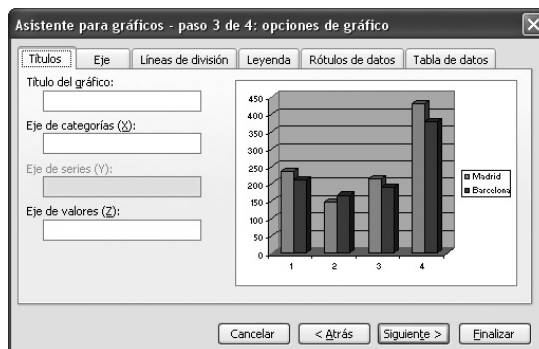 Asistente para gráficos - paso 3 de 4: opciones de gráfico
Títulos Eje Líneas de división Leyenda Rótulos de datos Tabla de datos
Título del gráfico:
Eje de categorías (X):
Eje de series (Y):
Eje de valores (Z):
450
400
350
300
250
200
150
100
50
0
1 2 3 4
Madrid
Barcelona
Cancelar < Atrás Siguiente > Finalizar